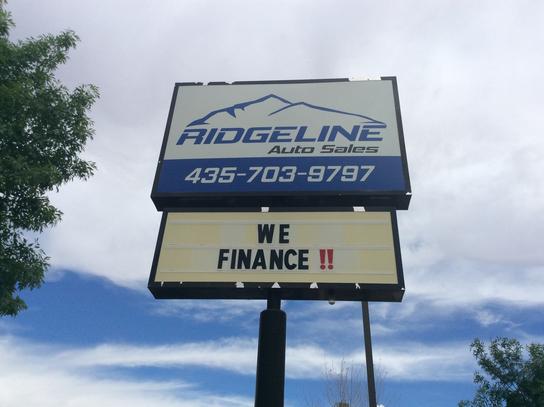 RIDGELINE
Auto Sales
435-703-9797
WE
FINANCE !!